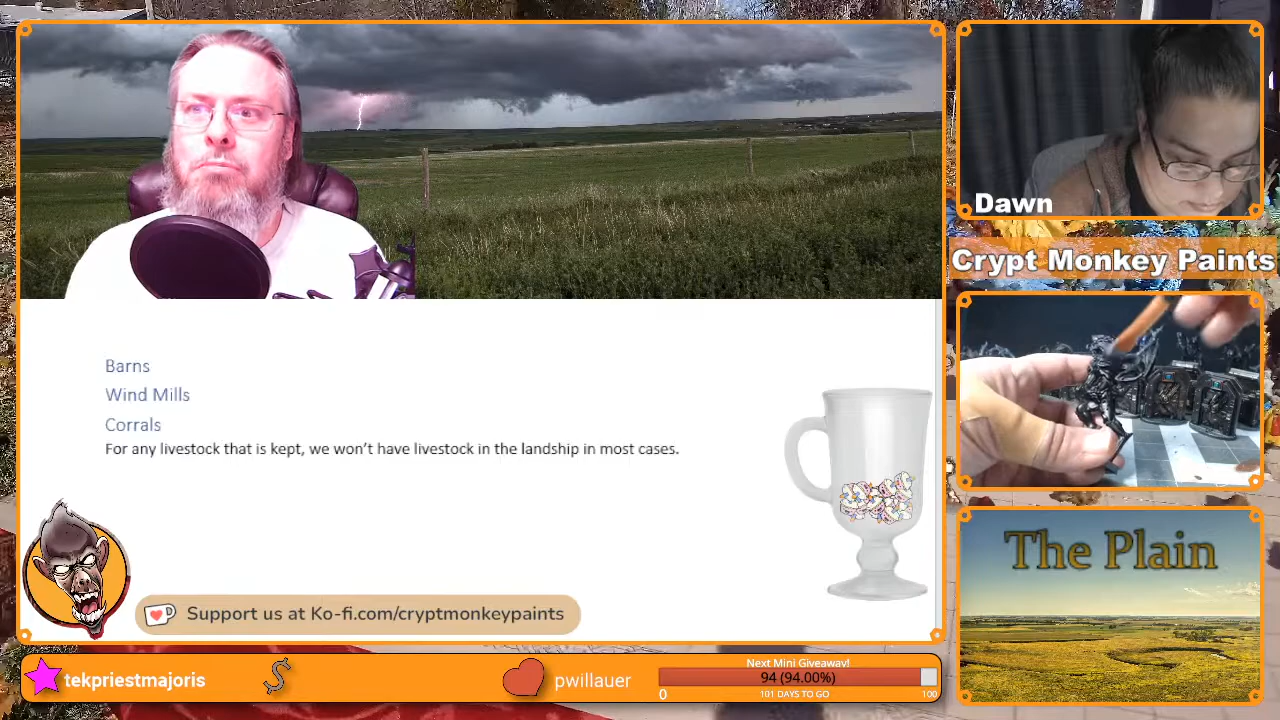 Dawn
Crypt Monkey Paints
Barns
Wind Mills
Corrals
For any livestock that is kept, we won't have livestock in the landship in most cases.
The Plain
Support us at Ko-fi.com/cryptmonkeypaints
tekpriestmajoris
pwillauer
Next Mini Giveaway!
94 (94.00%)
0
101 DAYS TO GO
100